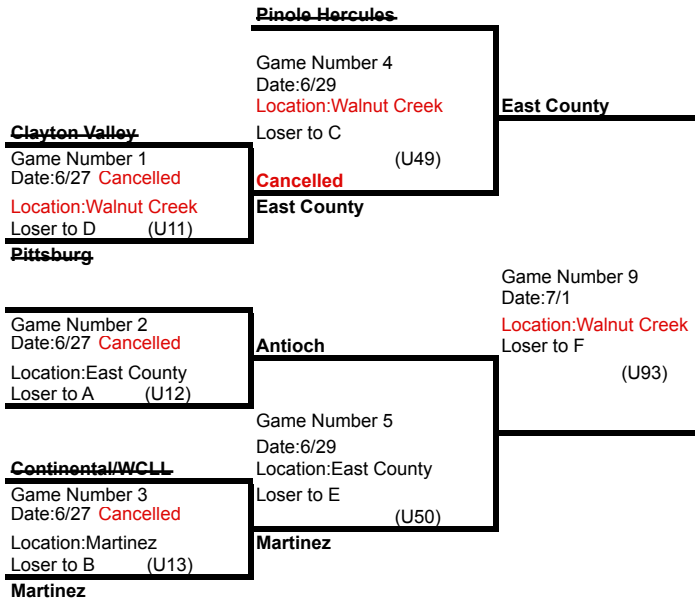 Pinole Hercules
Game Number 4
Date:6/29
Location:Walnut Creek
Loser to C
(U49)
East County
Clayton Valley
Game Number 1
Date:6/27 Cancelled
Location:Walnut Creek
Loser to D (U11)
Cancelled
East County
Pittsburg
Game Number 2
Date:6/27 Cancelled
Location:East County
Loser to A (U12)
Antioch
Game Number 9
Date:7/1
Location:Walnut Creek
Loser to F
(U93)
Game Number 5
Date:6/29
Location:East County
Loser to E
(U50)
Continental/WCLL
Game Number 3
Date:6/27 Cancelled
Location:Martinez
Loser to B (U13)
Martinez
Martinez